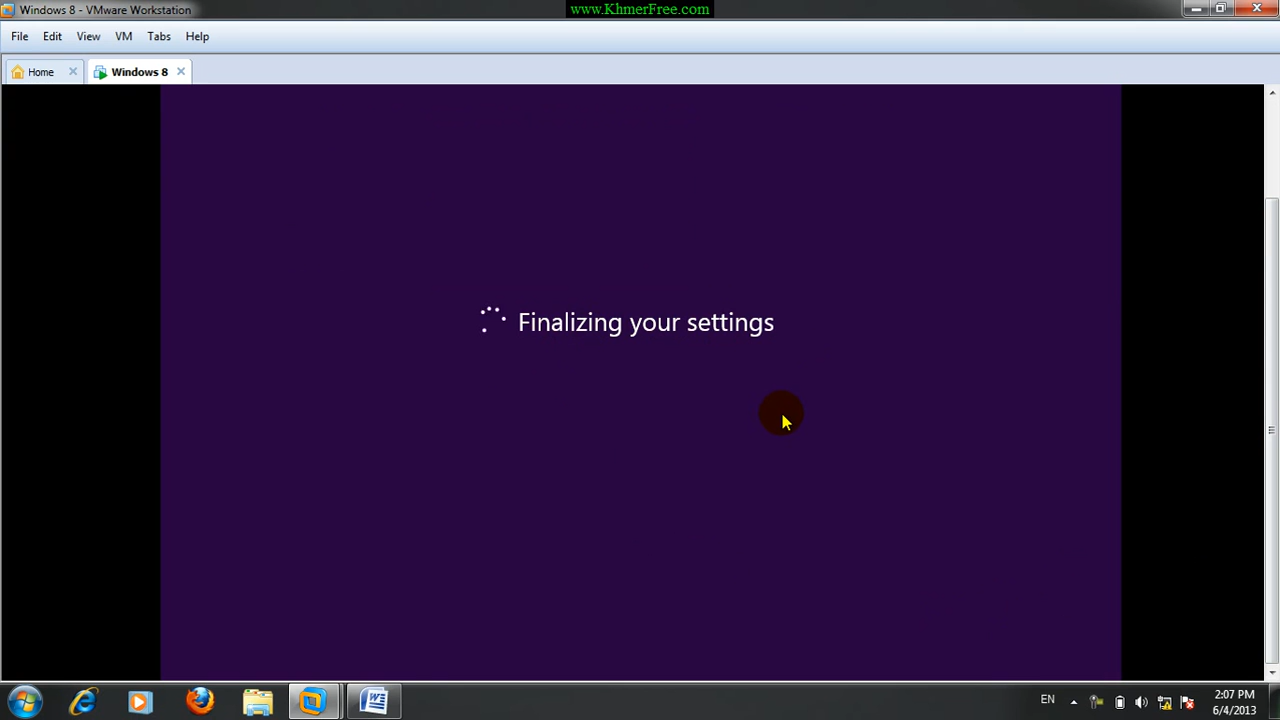 Windows 8 - VMware Workstation
www.KhmerFree.com
File Edit View VM Tabs Help
Home Windows 8
Finalizing your settings
EN
2:07 PM
6/4/2013